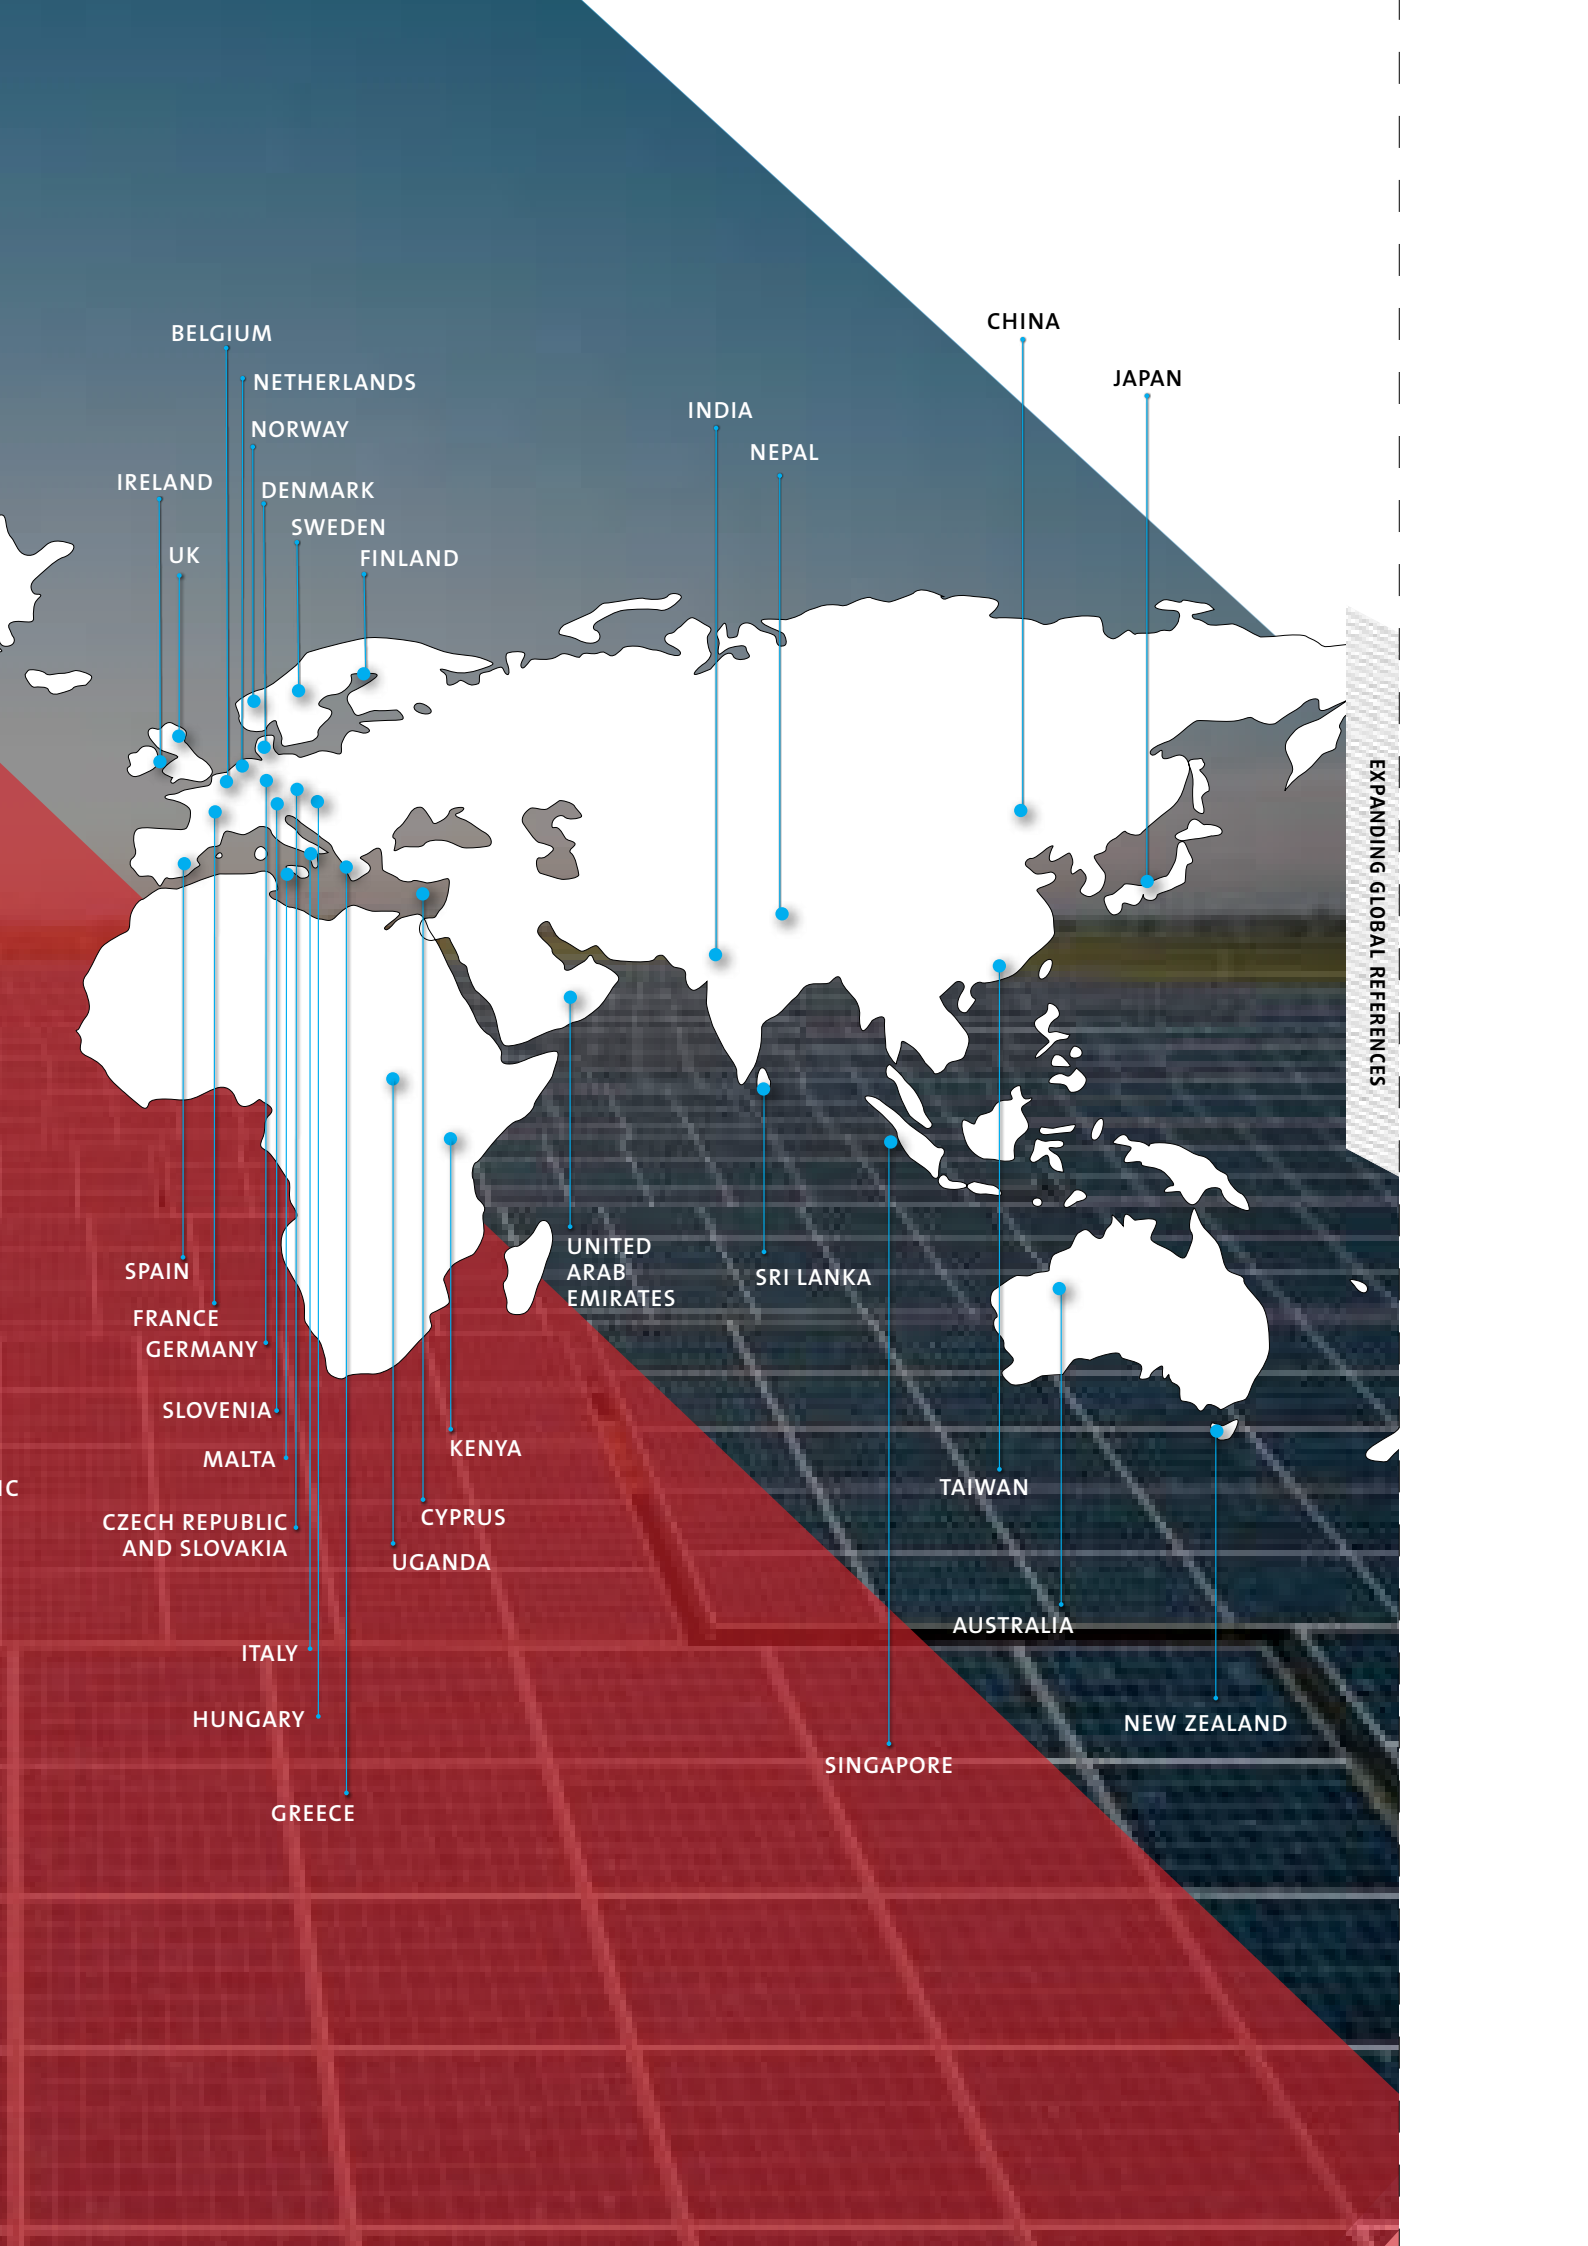 BELGIUM
NETHERLANDS
NORWAY
IRELAND
DENMARK
SWEDEN
UK
FINLAND
INDIA
NEPAL
CHINA
JAPAN
EXPANDING GLOBAL REFERENCES
SPAIN
FRANCE
GERMANY
SLOVENIA
MALTA
IC
CZECH REPUBLIC
AND SLOVAKIA
ITALY
HUNGARY
GREECE
KENYA
CYPRUS
UGANDA
UNITED
ARAB
EMIRATES
SRI LANKA
TAIWAN
AUSTRALIA
NEW ZEALAND
SINGAPORE